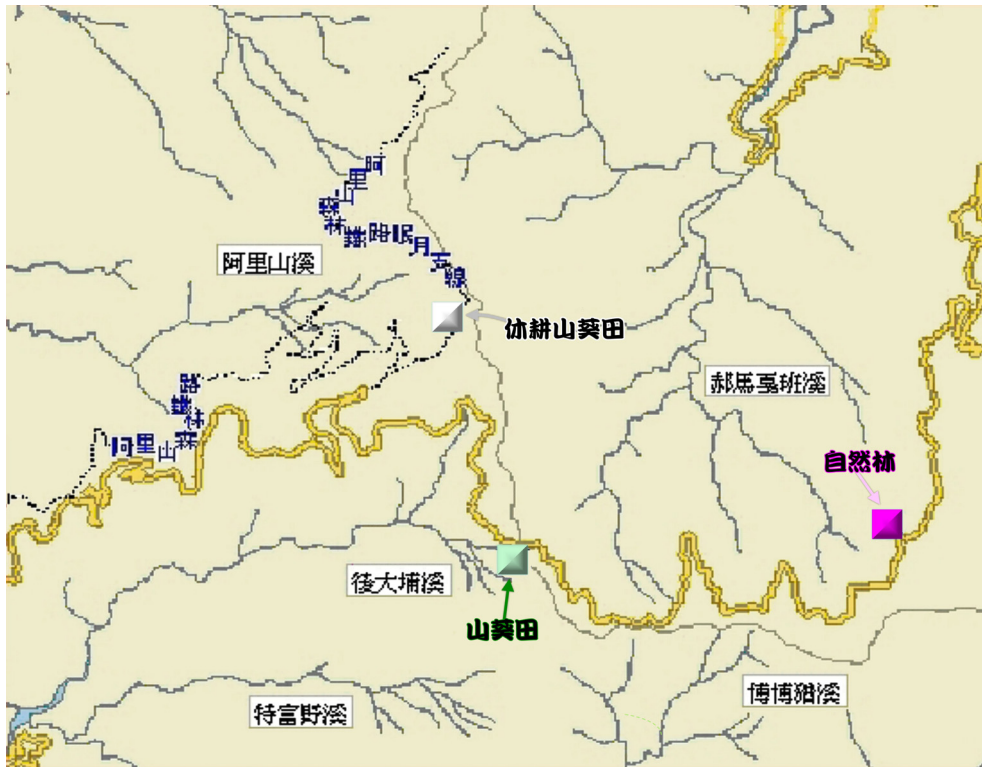 阿里山森林鐵路眠月支線
阿里山溪
休耕山葵田
郝馬戛班溪
阿里山森林鐵路
自然林
後大埔溪
山葵田
特富野溪
博博猶溪